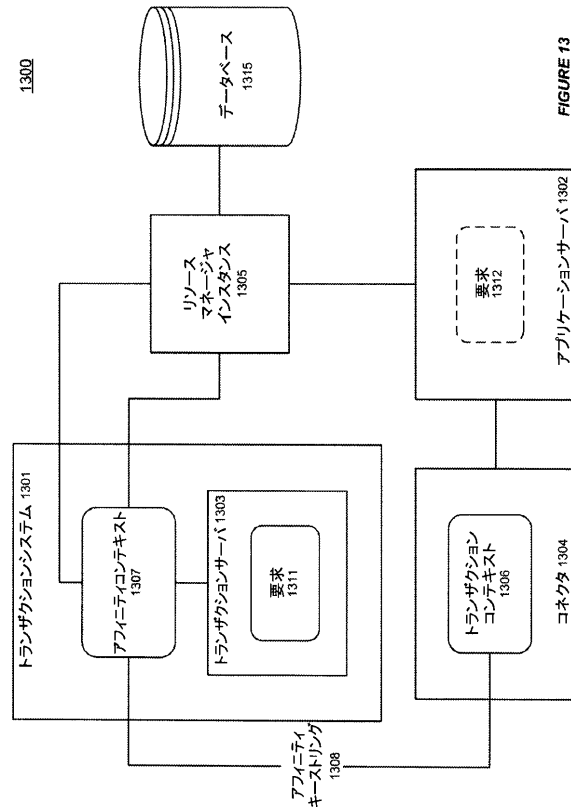 1300
トランザクションシステム 1301
アフィニティコンテキスト
1307
トランザクションサーバ 1303
要求
1311
リソース
マネージャ
インスタンス
1305
データベース
1315
アフィニティ
キーストリング
1308
トランザクション
コンテキスト
1306
コネクタ 1304
要求
1312
アプリケーションサーバ 1302
FIGURE 13